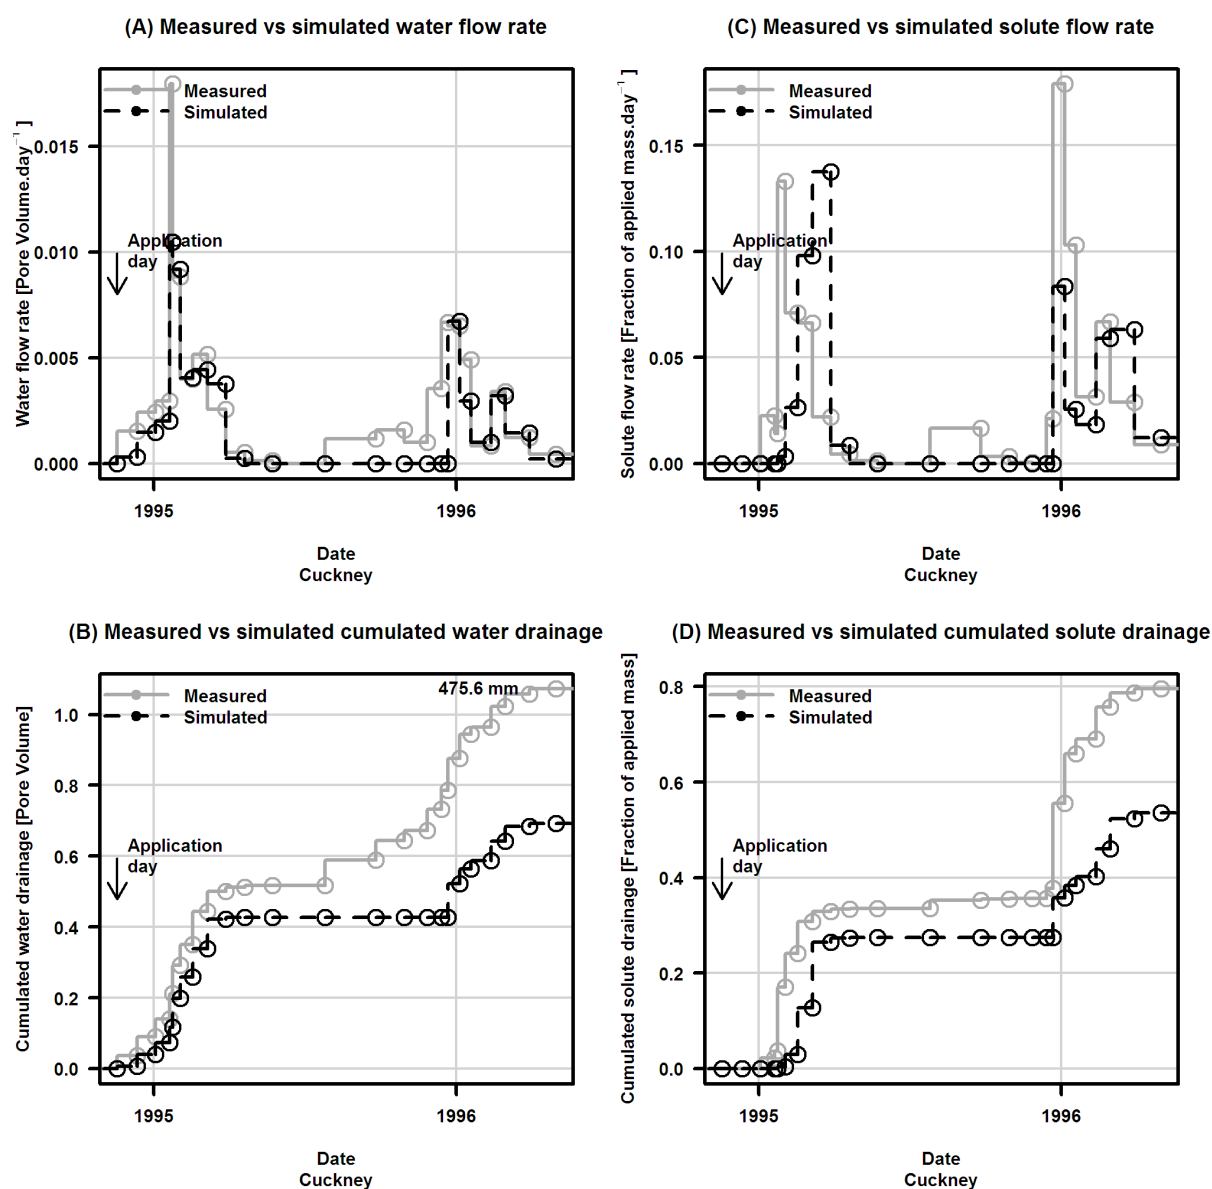 (A) Measured vs simulated water flow rate
Measured
Simulated
Application
day
Water flow rate [Pore Volume.day⁻¹ ]
0.015
0.010
0.005
0.000
1995
1996
Date
Cuckney
(C) Measured vs simulated solute flow rate
Measured
Simulated
Application
day
Solute flow rate [Fraction of applied mass.day⁻¹ ]
0.15
0.10
0.05
0.00
1995
1996
Date
Cuckney
(B) Measured vs simulated cumulated water drainage
Measured
Simulated
475.6 mm
Application
day
Cumulated water drainage [Pore Volume]
1.0
0.8
0.6
0.4
0.2
0.0
1995
1996
Date
Cuckney
(D) Measured vs simulated cumulated solute drainage
Measured
Simulated
Application
day
Cumulated solute drainage [Fraction of applied mass]
0.8
0.6
0.4
0.2
0.0
1995
1996
Date
Cuckney